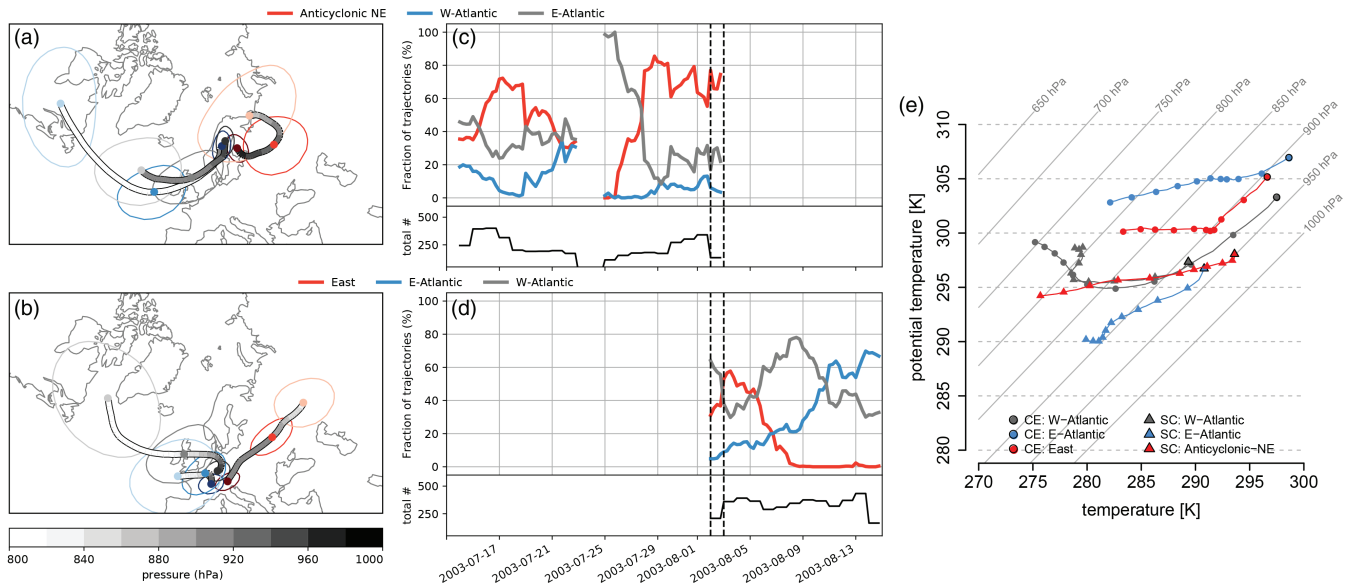 Anticyclonic NE W-Atlantic E-Atlantic
(a)
(c)
Fraction of trajectories (%)
100
80
60
40
20
0
total #
500
250
East E-Atlantic W-Atlantic
(b)
(d)
Fraction of trajectories (%)
100
80
60
40
20
0
total #
500
250
2003-07-17
2003-07-21
2003-07-25
2003-07-29
2003-08-01
2003-08-05
2003-08-09
2003-08-13
800 840 880 920 960 1000
pressure (hPa)
(e)
650 hPa
700 hPa
750 hPa
800 hPa
850 hPa
900 hPa
950 hPa
1000 hPa
potential temperature [K]
310
305
300
295
290
285
280
CE: W−Atlantic SC: W−Atlantic
CE: E−Atlantic SC: E−Atlantic
CE: East SC: Anticyclonic−NE
270 275 280 285 290 295 300
temperature [K]